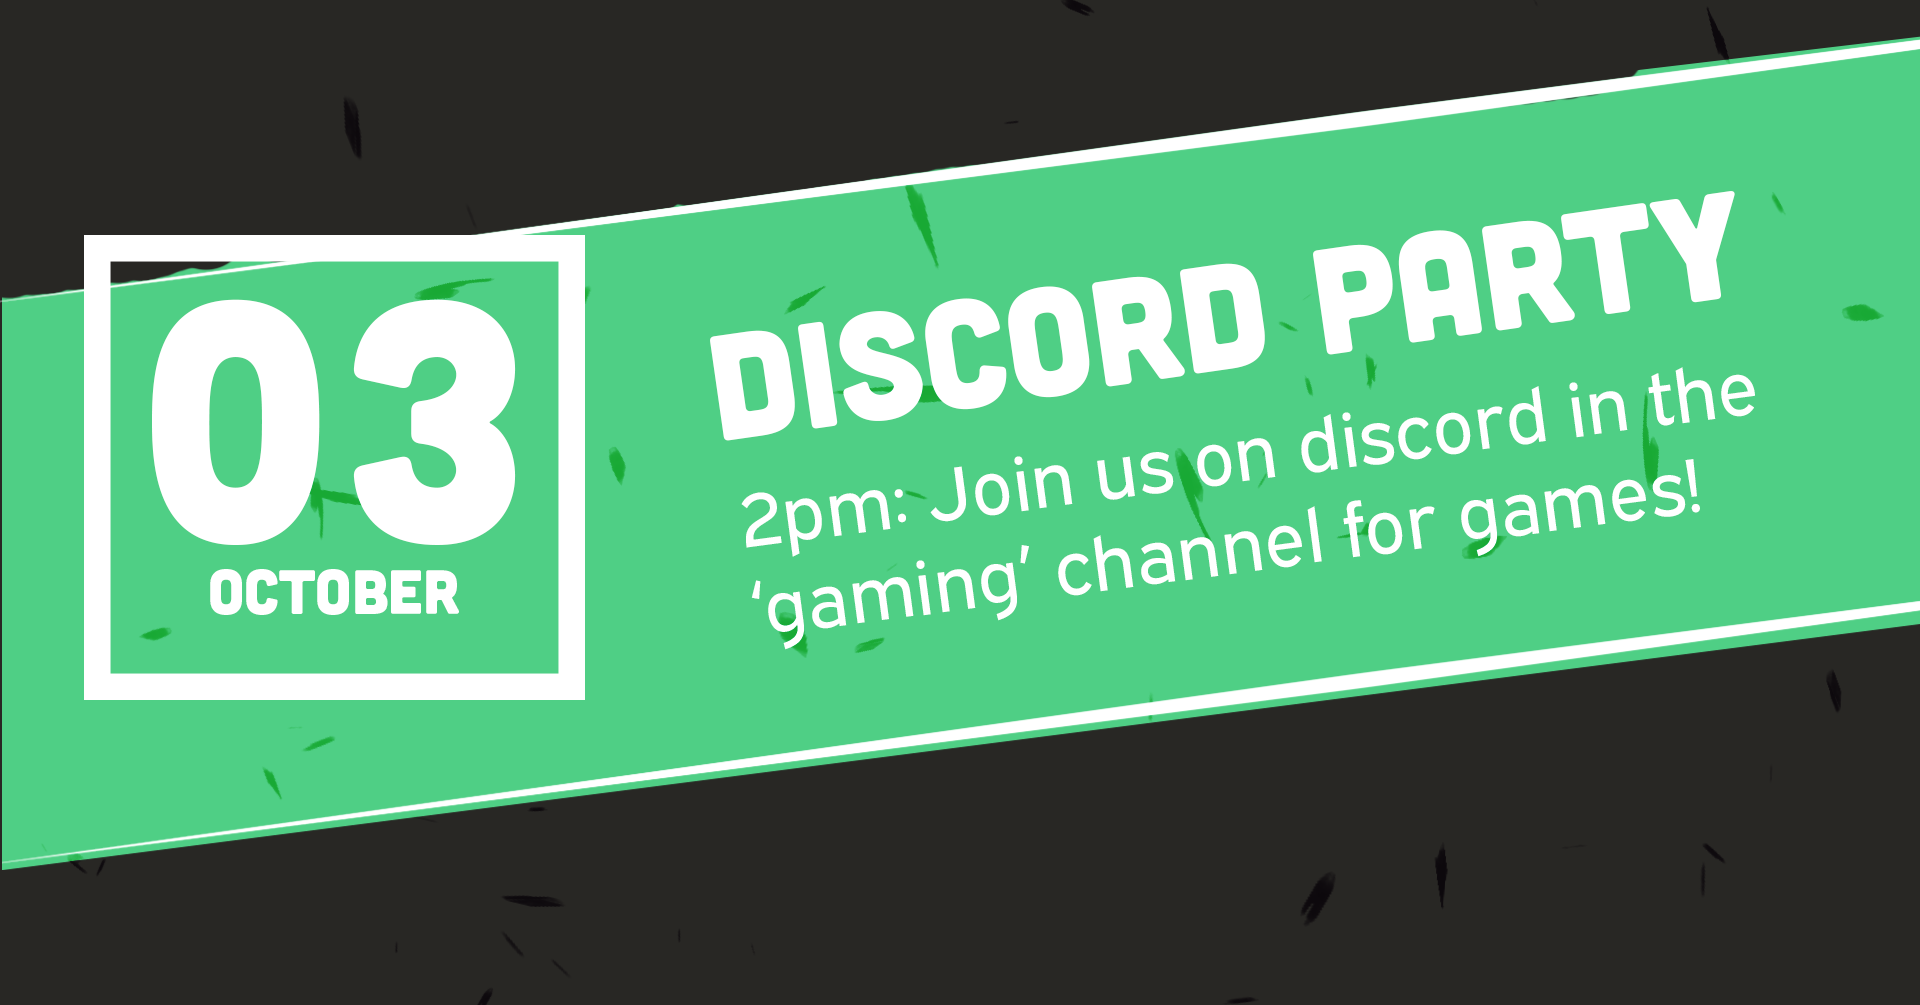 03
OCTOBER
DISCORD PARTY
2pm: Join us on discord in the
‘gaming’ channel for games!